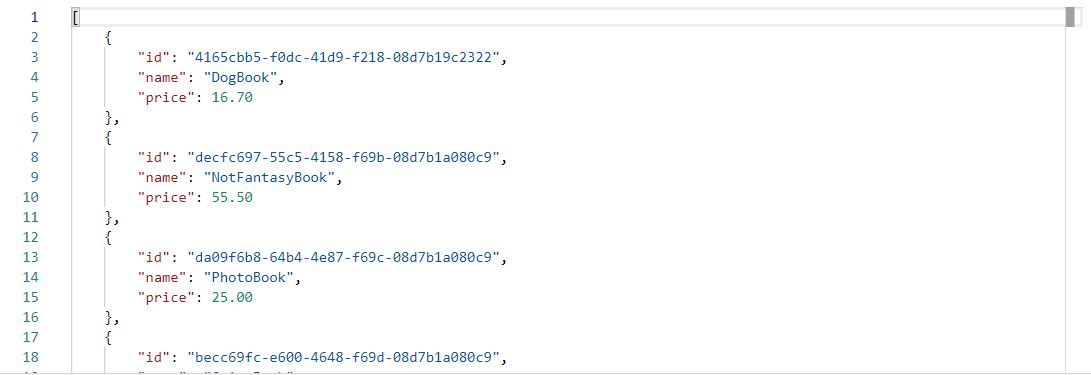 1 [
2 {
3 "id": "4165cbb5-f0dc-41d9-f218-08d7b19c2322",
4 "name": "DogBook",
5 "price": 16.70
6 },
7 {
8 "id": "decfc697-55c5-4158-f69b-08d7b1a080c9",
9 "name": "NotFantasyBook",
10 "price": 55.50
11 },
12 {
13 "id": "da09f6b8-64b4-4e87-f69c-08d7b1a080c9",
14 "name": "PhotoBook",
15 "price": 25.00
16 },
17 {
18 "id": "becc69fc-e600-4648-f69d-08d7b1a080c9",